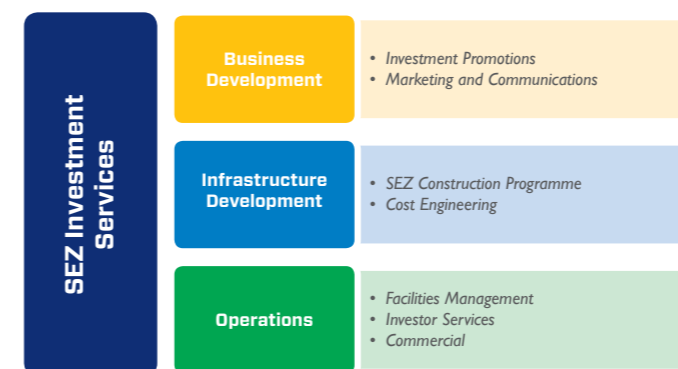 SEZ Investment
Services
Business
Development
• Investment Promotions
• Marketing and Communications
Infrastructure
Development
• SEZ Construction Programme
• Cost Engineering
Operations
• Facilities Management
• Investor Services
• Commercial